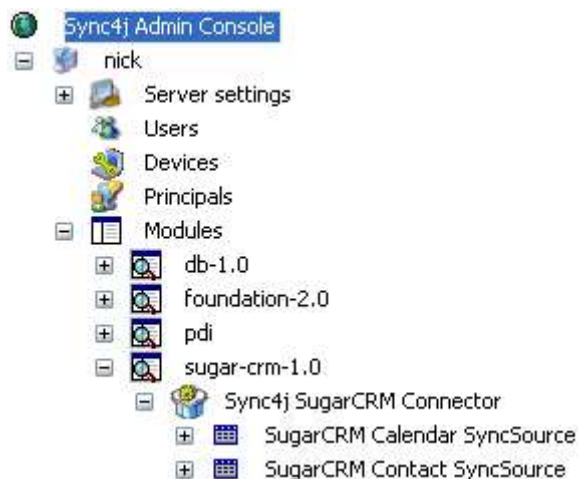 Sync4j Admin Console
nick
Server settings
Users
Devices
Principals
Modules
db-1.0
foundation-2.0
pdi
sugar-crm-1.0
Sync4j SugarCRM Connector
SugarCRM Calendar SyncSource
SugarCRM Contact SyncSource